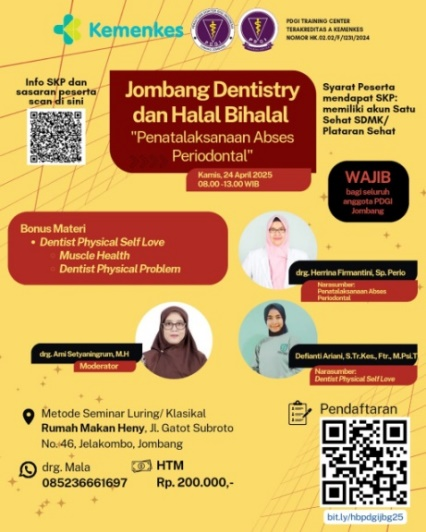 Kemenkes
PDGI TRAINING CENTER
TERAKREDITAS A KEMENKES
NOMOR HK.02.02/F/1231/2024
Info SKP dan
sasaran peserta
scan di sini
Jombang Dentistry
dan Halal Bihalal
"Penatalaksanaan Abses
Periodontal"
Kamis, 24 April 2025
08.00 -13.00 WIB
Syarat Peserta
mendapat SKP:
memiliki akun Satu
Sehat SDMK/
Plataran Sehat
WAJIB
bagi seluruh
anggota PDGI
Jombang
Bonus Materi
• Dentist Physical Self Love
◦ Muscle Health
◦ Dentist Physical Problem
drg. Herrina Firmantini, Sp. Perio
Narasumber:
Penatalaksanaan Abses
Periodontal
drg. Ami Setyaningrum, M.H
Moderator
Defianti Ariani, S.Tr.Kes., Ftr., M.Psi.T
Narasumber:
Dentist Physical Self Love
Metode Seminar Luring/ Klasikal
Rumah Makan Heny, Jl. Gatot Subroto
No. 46, Jelakombo, Jombang
drg. Mala
085236661697
HTM
Rp. 200.000,-
Pendaftaran
bit.ly/hbpdgijbg25